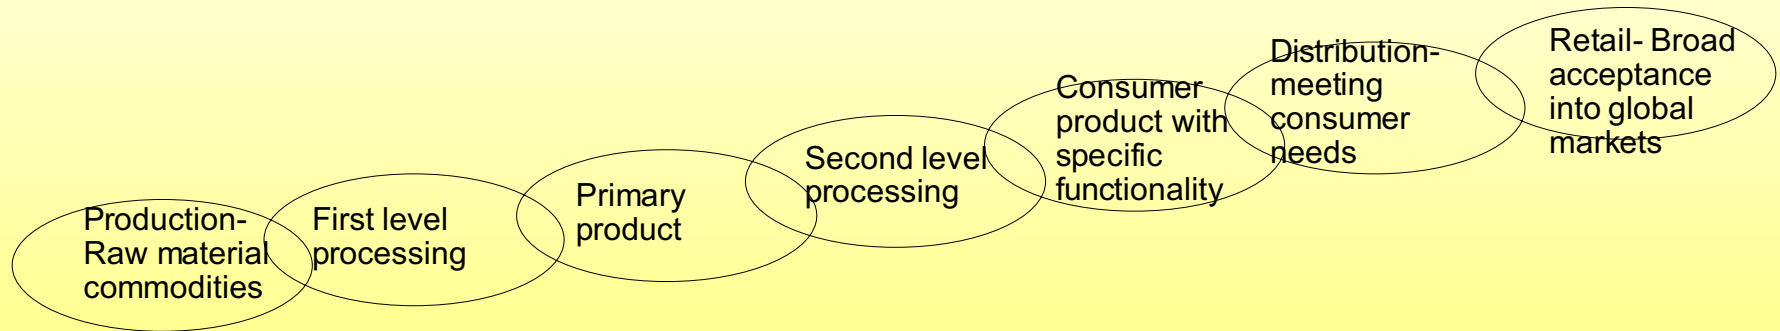 Production-
Raw material
commodities
First level
processing
Primary
product
Second level
processing
Consumer
product with
specific
functionality
Distribution-
meeting
consumer
needs
Retail- Broad
acceptance
into global
markets